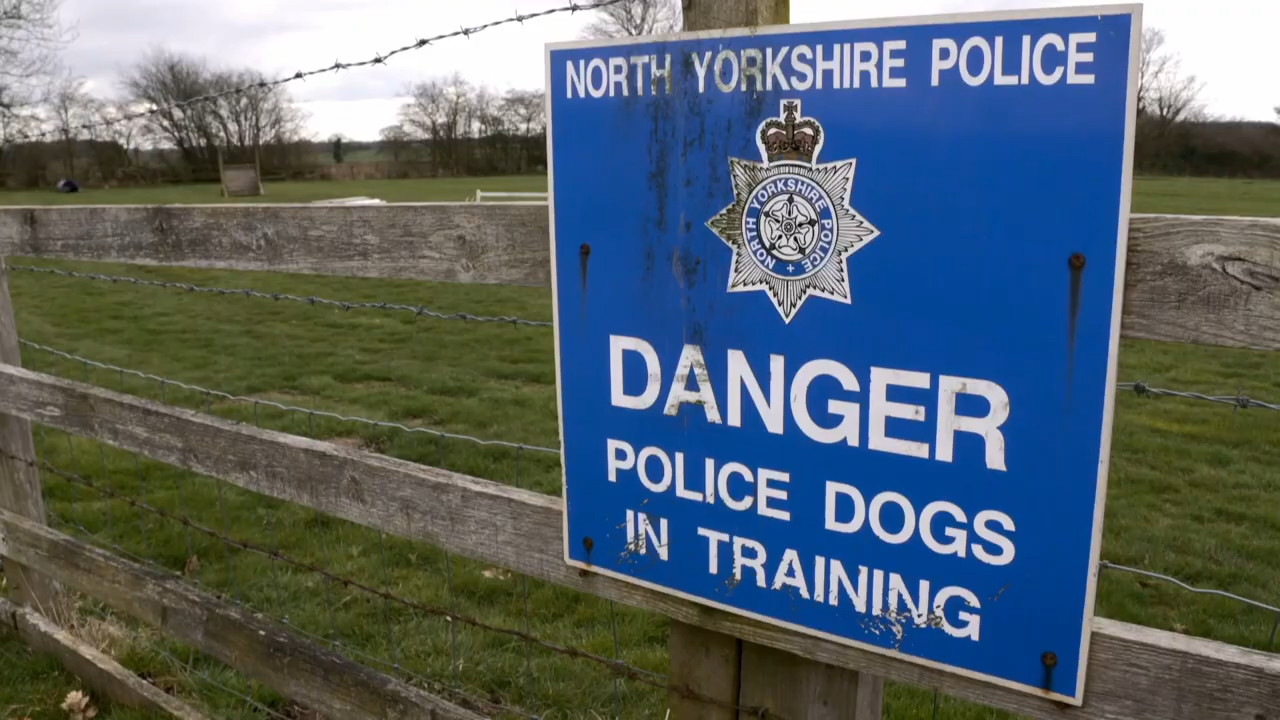 NORTH YORKSHIRE POLICE
NORTH YORKSHIRE POLICE
DANGER
POLICE DOGS
IN TRAINING